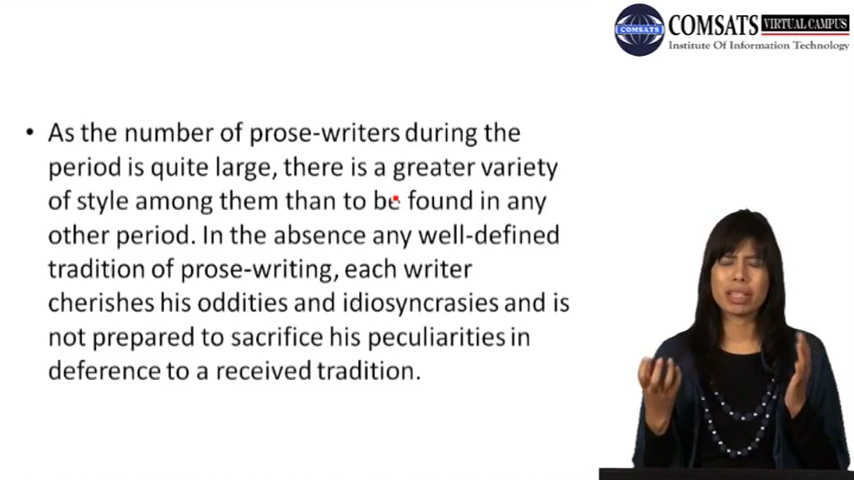 COMSATS
COMSATS VIRTUAL CAMPUS
Institute Of Information Technology
• As the number of prose-writers during the
period is quite large, there is a greater variety
of style among them than to be found in any
other period. In the absence any well-defined
tradition of prose-writing, each writer
cherishes his oddities and idiosyncrasies and is
not prepared to sacrifice his peculiarities in
deference to a received tradition.